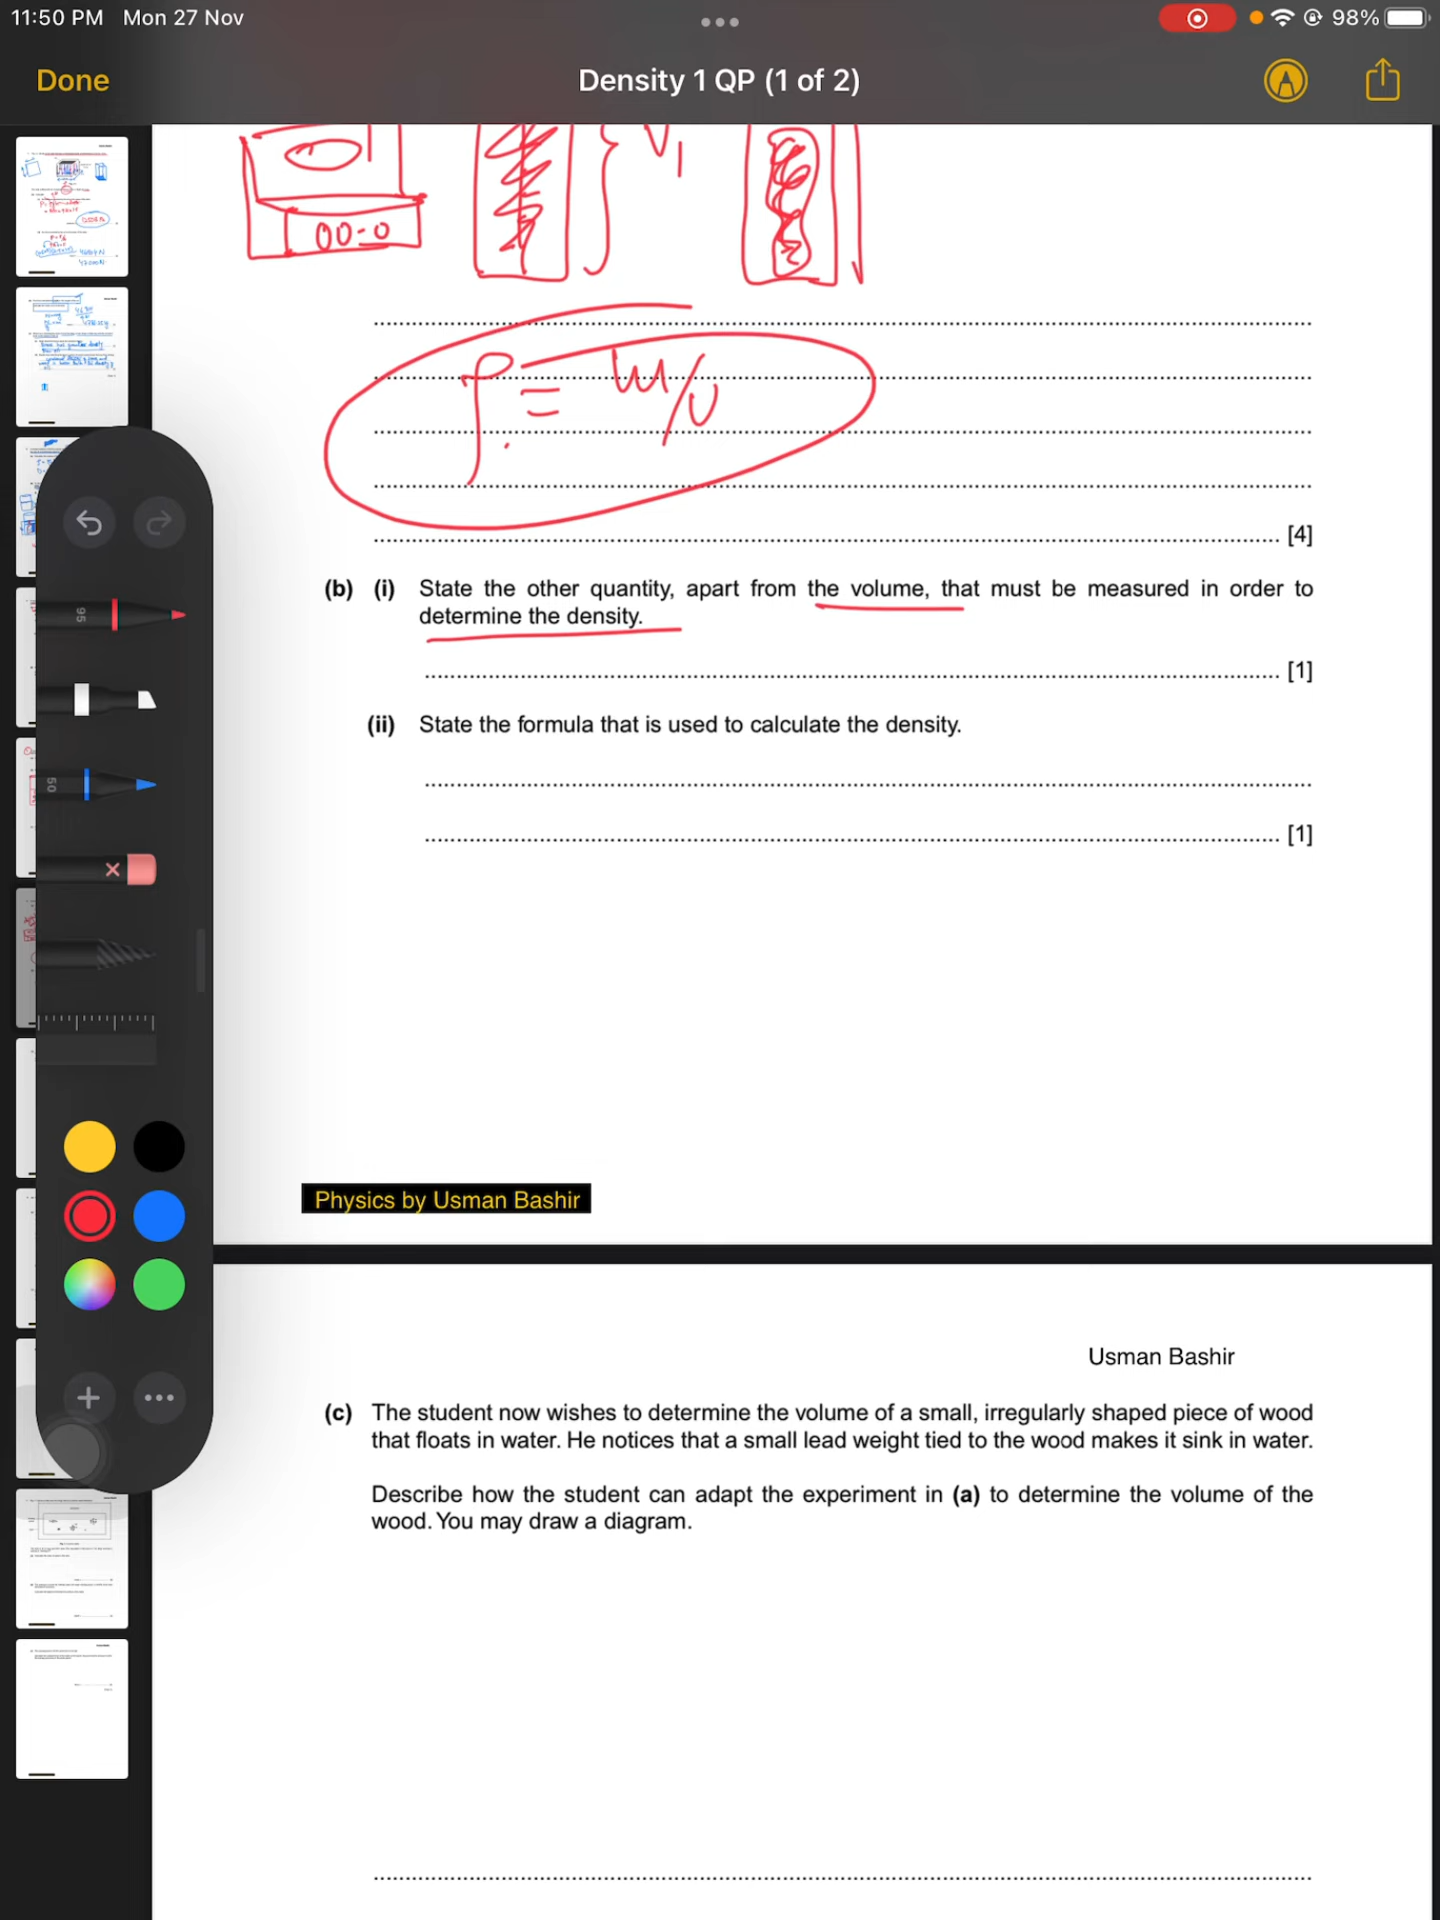 11:50 PM Mon 27 Nov
98%
Done
Density 1 QP (1 of 2)
V1
00-0
ρ = m/v
[4]
(b) (i) State the other quantity, apart from the volume, that must be measured in order to
determine the density.
[1]
(ii) State the formula that is used to calculate the density.
[1]
95
50
Physics by Usman Bashir
Usman Bashir
(c) The student now wishes to determine the volume of a small, irregularly shaped piece of wood
that floats in water. He notices that a small lead weight tied to the wood makes it sink in water.
Describe how the student can adapt the experiment in (a) to determine the volume of the
wood. You may draw a diagram.